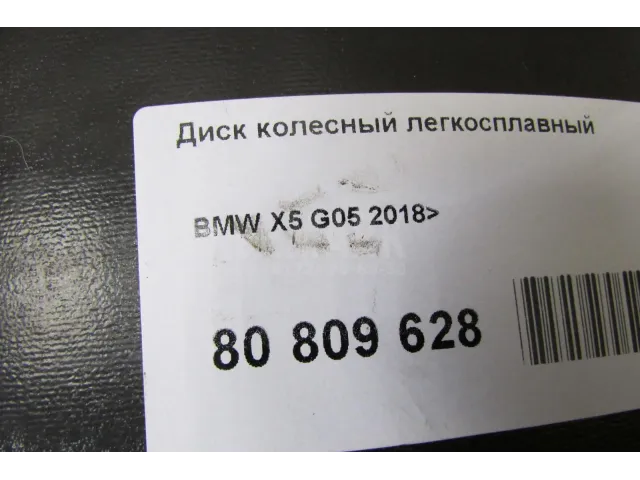 Диск колесный легкосплавный
BMW X5 G05 2018>
80 809 628